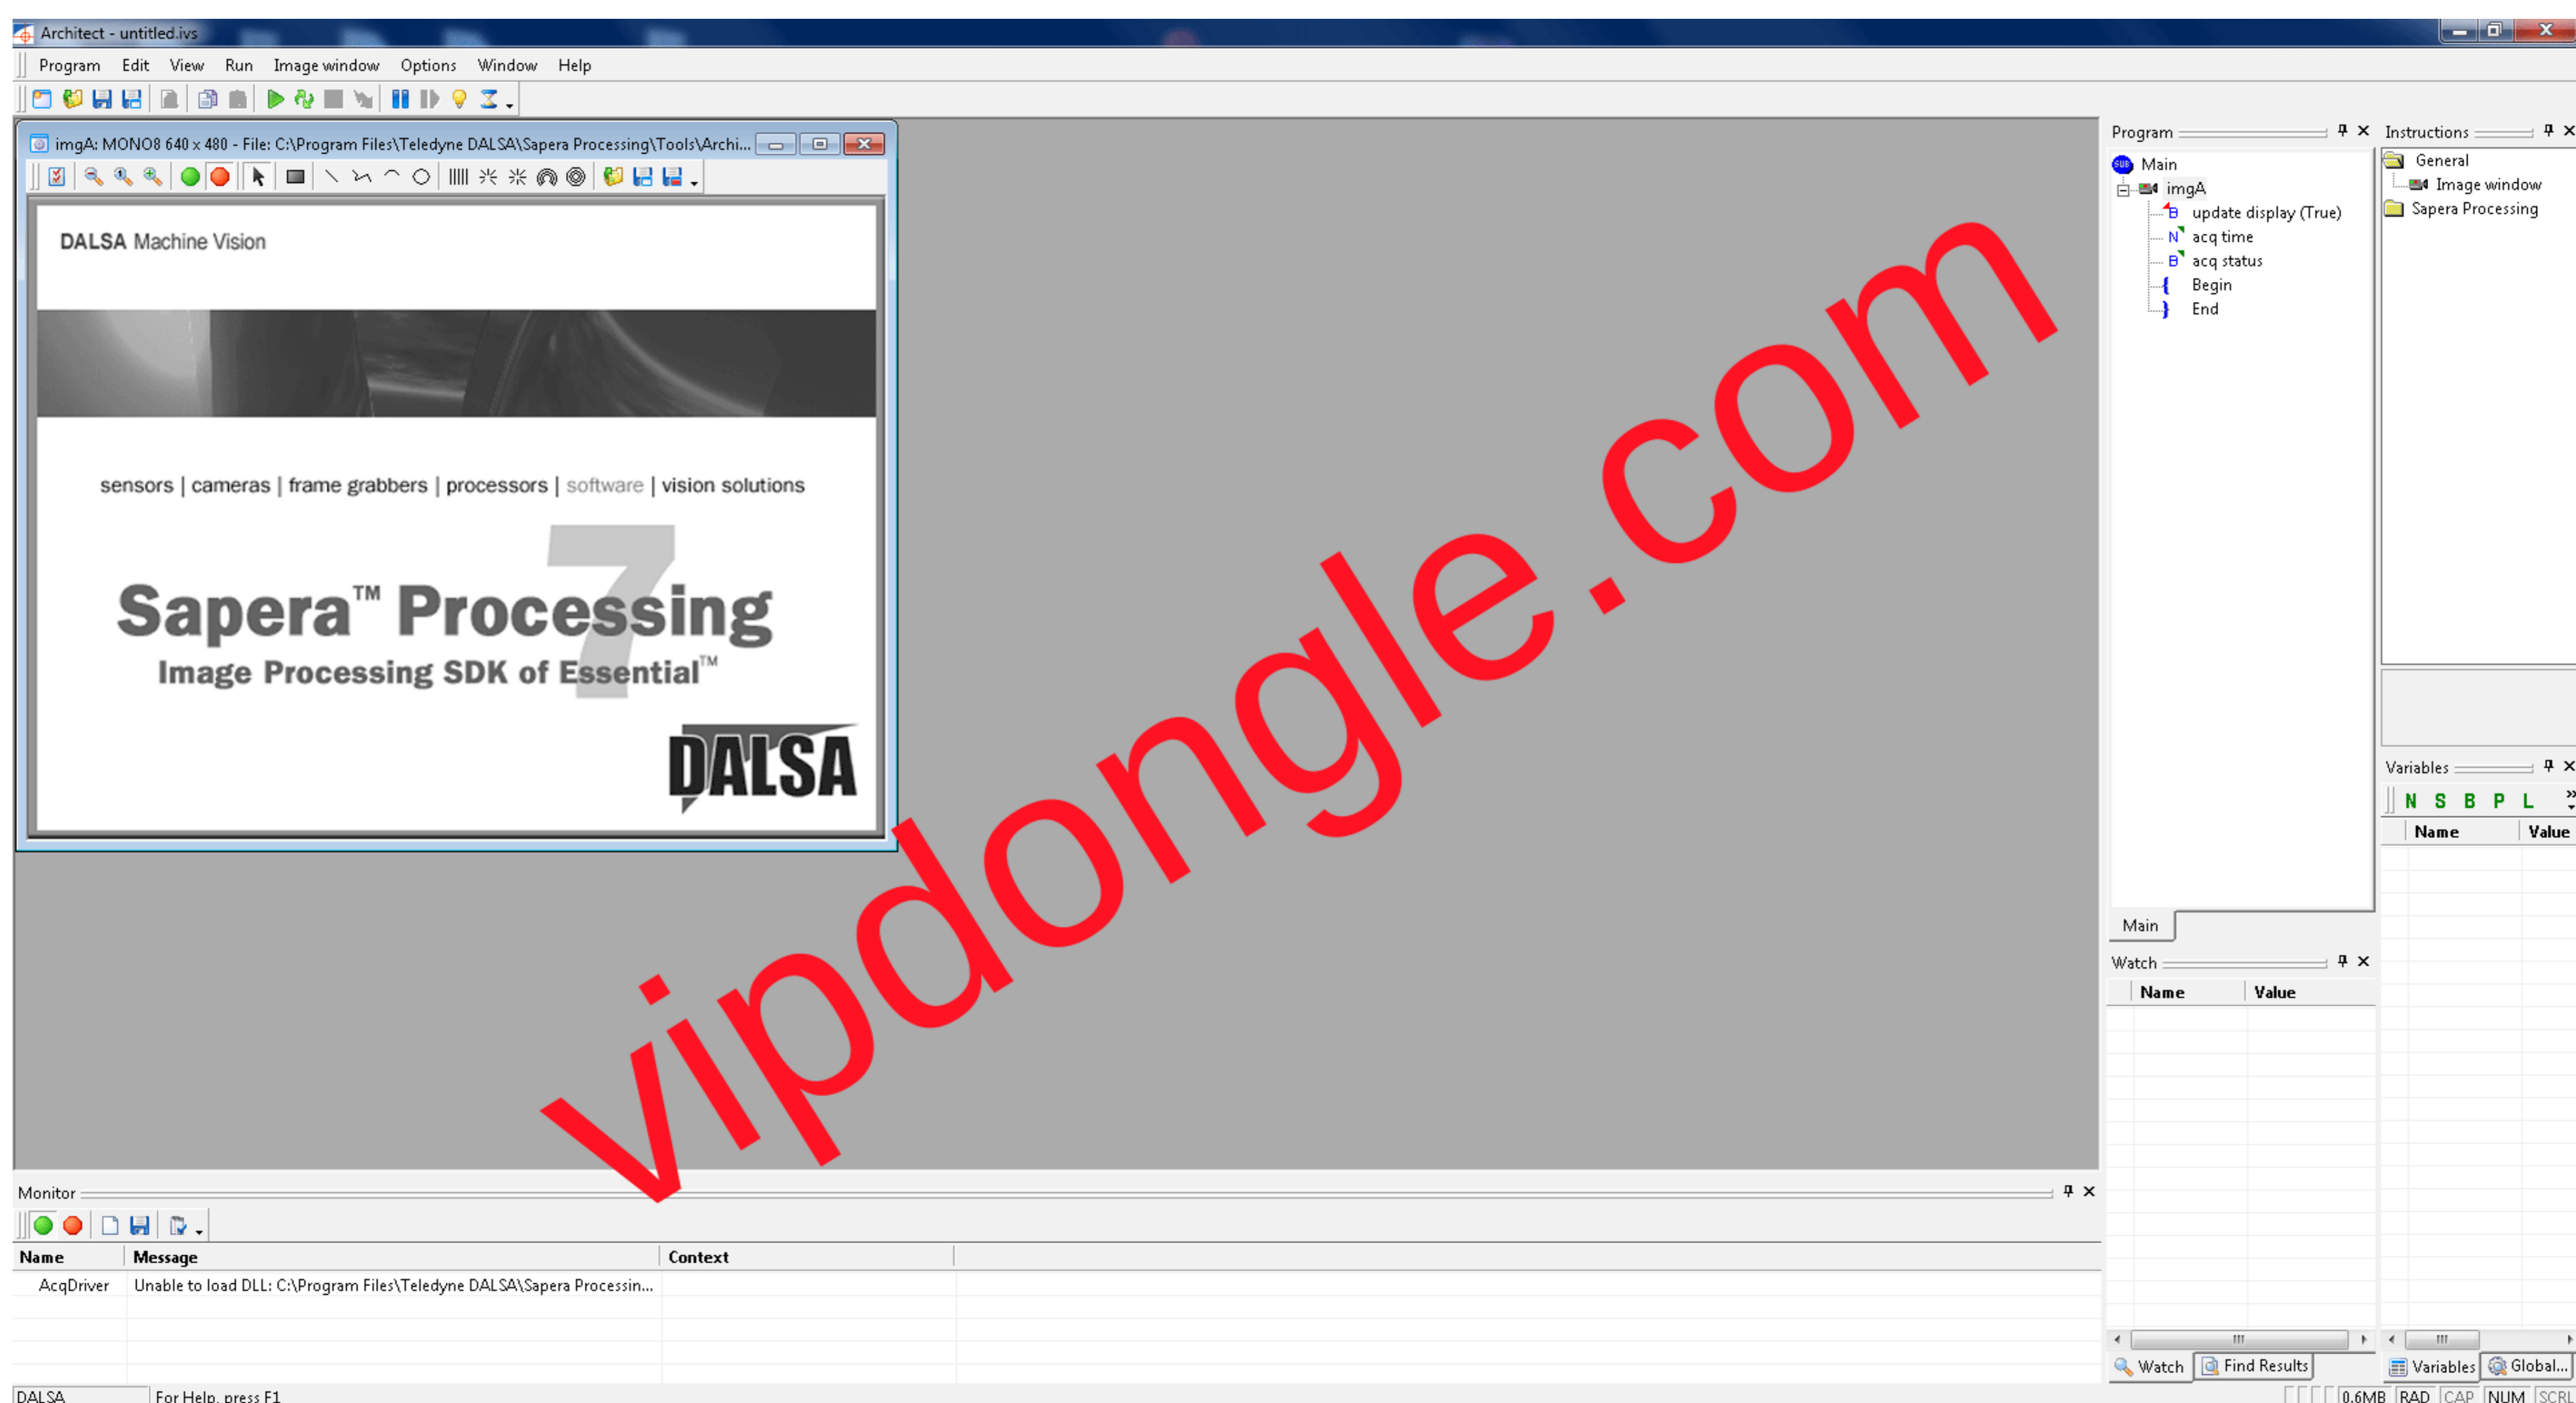 Architect - untitled.ivs
Program Edit View Run Image window Options Window Help
imgA: MONO8 640 x 480 - File: C:\Program Files\Teledyne DALSA\Sapera Processing\Tools\Archi...
DALSA Machine Vision
sensors | cameras | frame grabbers | processors | software | vision solutions
7
Sapera™ Processing
Image Processing SDK of Essential™
DALSA
vipdongle.com
Program
SUB Main
imgA
B update display (True)
N acq time
B acq status
{ Begin
} End
Main
Instructions
General
Image window
Sapera Processing
Variables
N S B P L
Name Value
Watch
Name Value
Watch Find Results
Variables Global...
Monitor
Name Message Context
AcqDriver Unable to load DLL: C:\Program Files\Teledyne DALSA\Sapera Processin...
DALSA For Help, press F1
0.6MB RAD CAP NUM SCRL